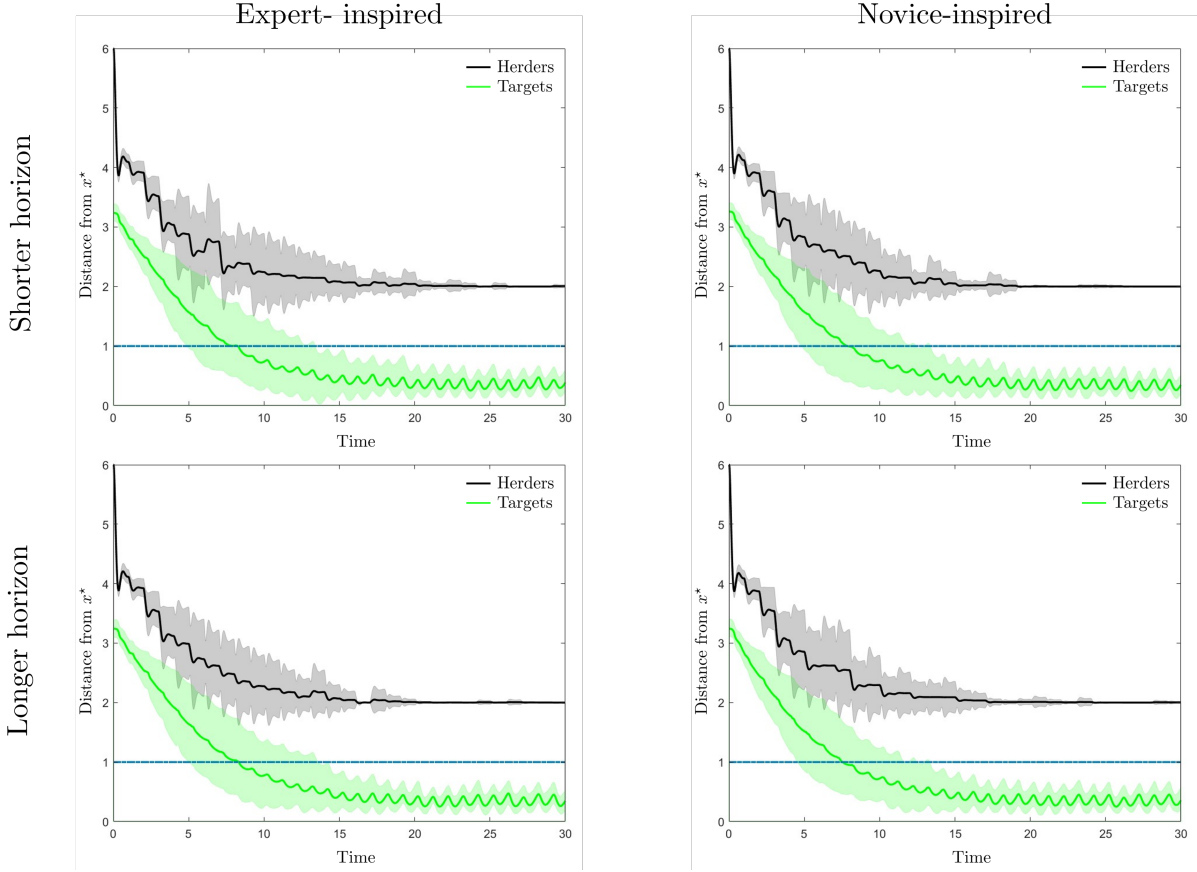 Expert- inspired
Novice-inspired
Shorter horizon
Longer horizon
6
5
4
3
2
1
0
0
5
10
15
20
25
30
Distance from x⋆
Time
Herders
Targets
6
5
4
3
2
1
0
0
5
10
15
20
25
30
Distance from x⋆
Time
Herders
Targets
6
5
4
3
2
1
0
0
5
10
15
20
25
30
Distance from x⋆
Time
Herders
Targets
6
5
4
3
2
1
0
0
5
10
15
20
25
30
Distance from x⋆
Time
Herders
Targets